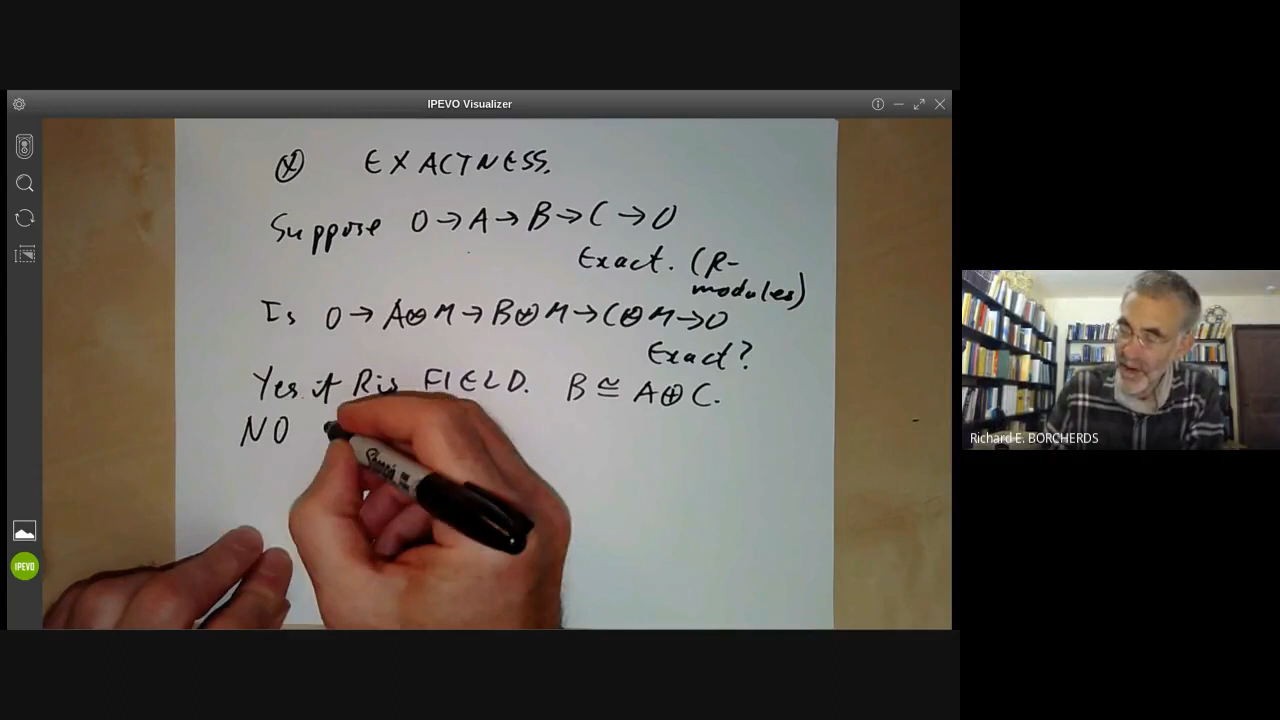 IPEVO Visualizer
⊗ EXACTNESS.
Suppose 0→A→B→C→0
Exact. (R-
modules)
Is 0→A⊗M→B⊗M→C⊗M→0
Exact?
Yes if R is FIELD. B≅A⊕C.
NO
IPEVO
Richard E. BORCHERDS